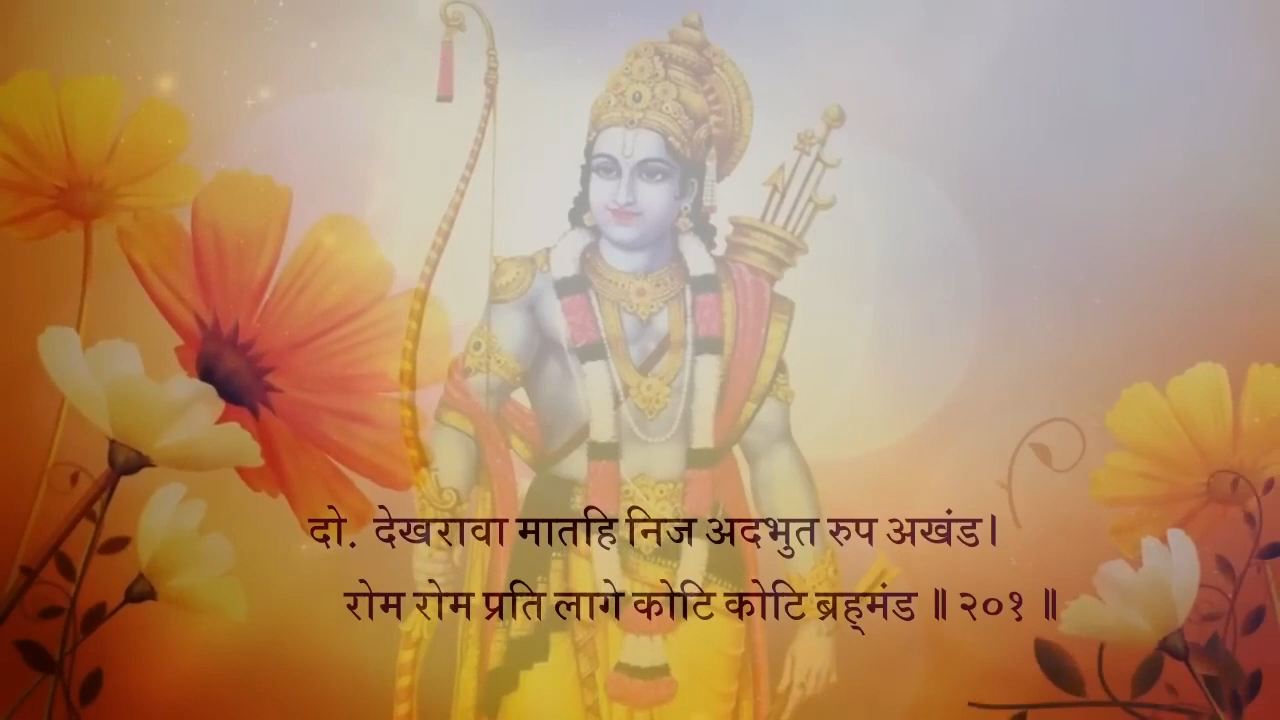 दो. देखरावा मातहि निज अदभुत रुप अखंड।
रोम रोम प्रति लागे कोटि कोटि ब्रह्मंड ॥ २०१ ॥